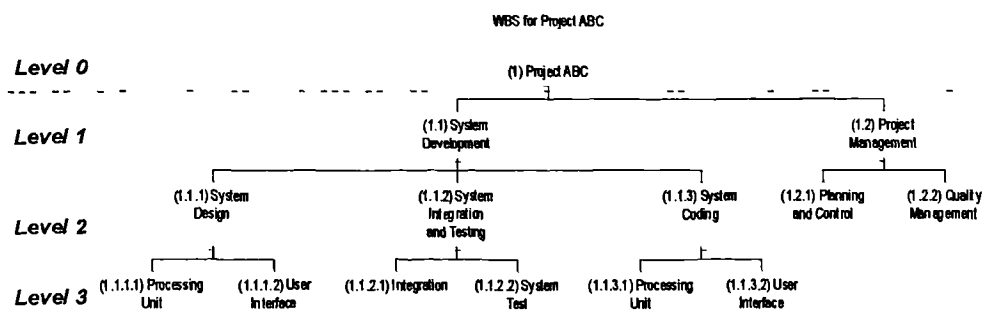 WBS for Project ABC
Level 0
(1) Project ABC
Level 1
(1.1) System
Development
(1.2) Project
Management
Level 2
(1.1.1) System
Design
(1.1.2) System
Integration
and Testing
(1.1.3) System
Coding
(1.2.1) Planning
and Control
(1.2.2) Quality
Management
Level 3
(1.1.1.1) Processing
Unit
(1.1.1.2) User
Interface
(1.1.2.1) Integration
(1.1.2.2) System
Test
(1.1.3.1) Processing
Unit
(1.1.3.2) User
Interface